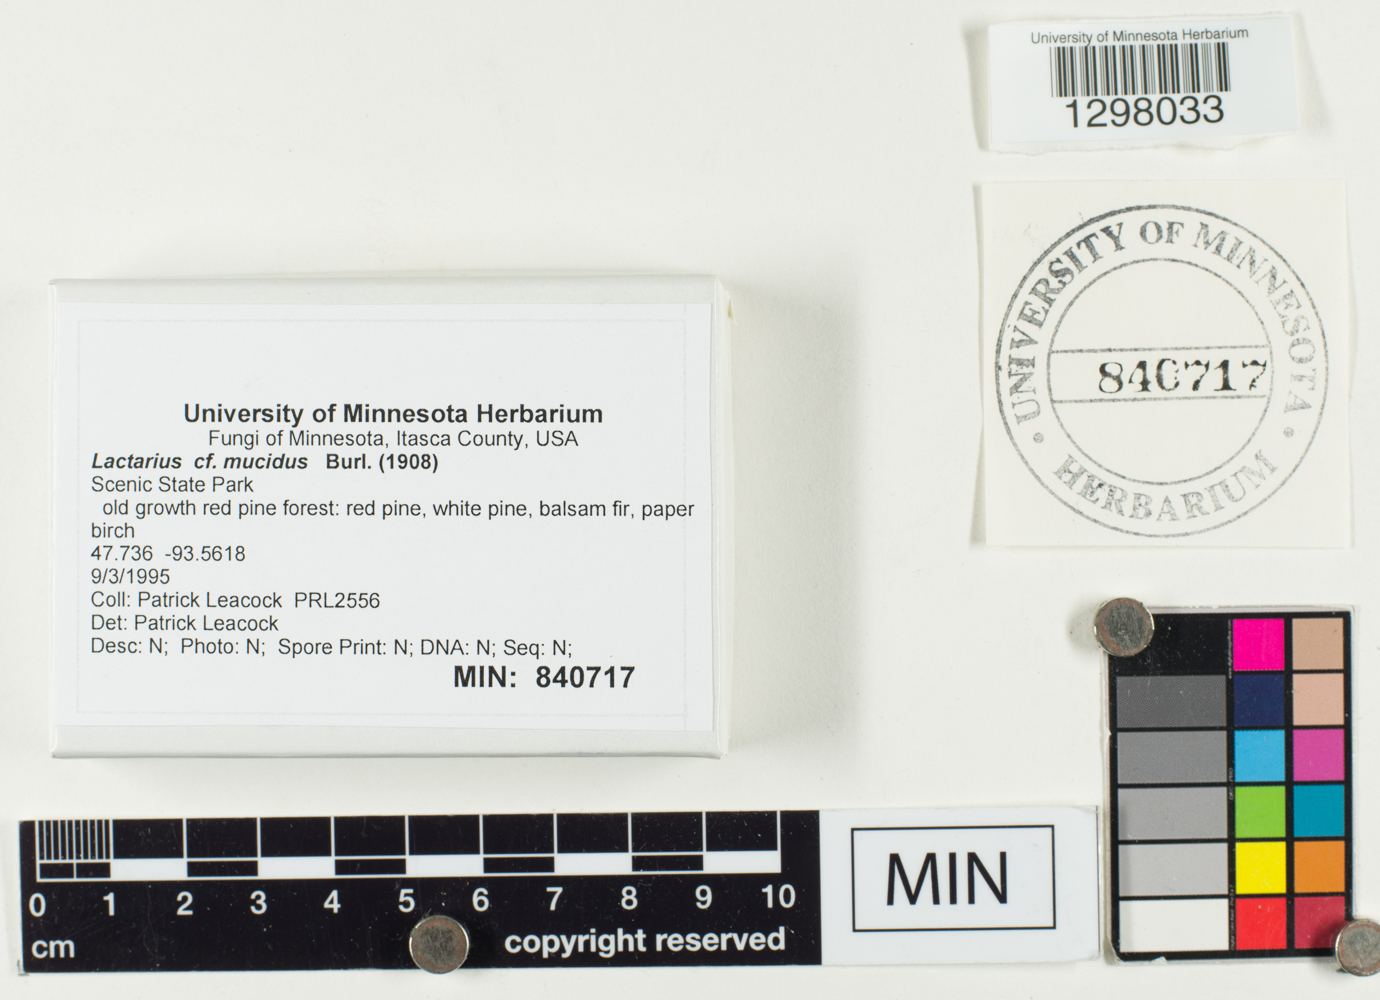 University of Minnesota Herbarium
1298033
UNIVERSITY OF MINNESOTA
840717
HERBARIUM
University of Minnesota Herbarium
Fungi of Minnesota, Itasca County, USA
Lactarius cf. mucidus Burl. (1908)
Scenic State Park
old growth red pine forest: red pine, white pine, balsam fir, paper
birch
47.736 -93.5618
9/3/1995
Coll: Patrick Leacock PRL2556
Det: Patrick Leacock
Desc: N; Photo: N; Spore Print: N; DNA: N; Seq: N;
MIN: 840717
0 1 2 3 4 5 6 7 8 9 10
cm
copyright reserved
MIN